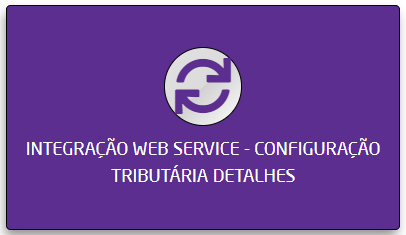 INTEGRAÇÃO WEB SERVICE - CONFIGURAÇÃO
TRIBUTÁRIA DETALHES